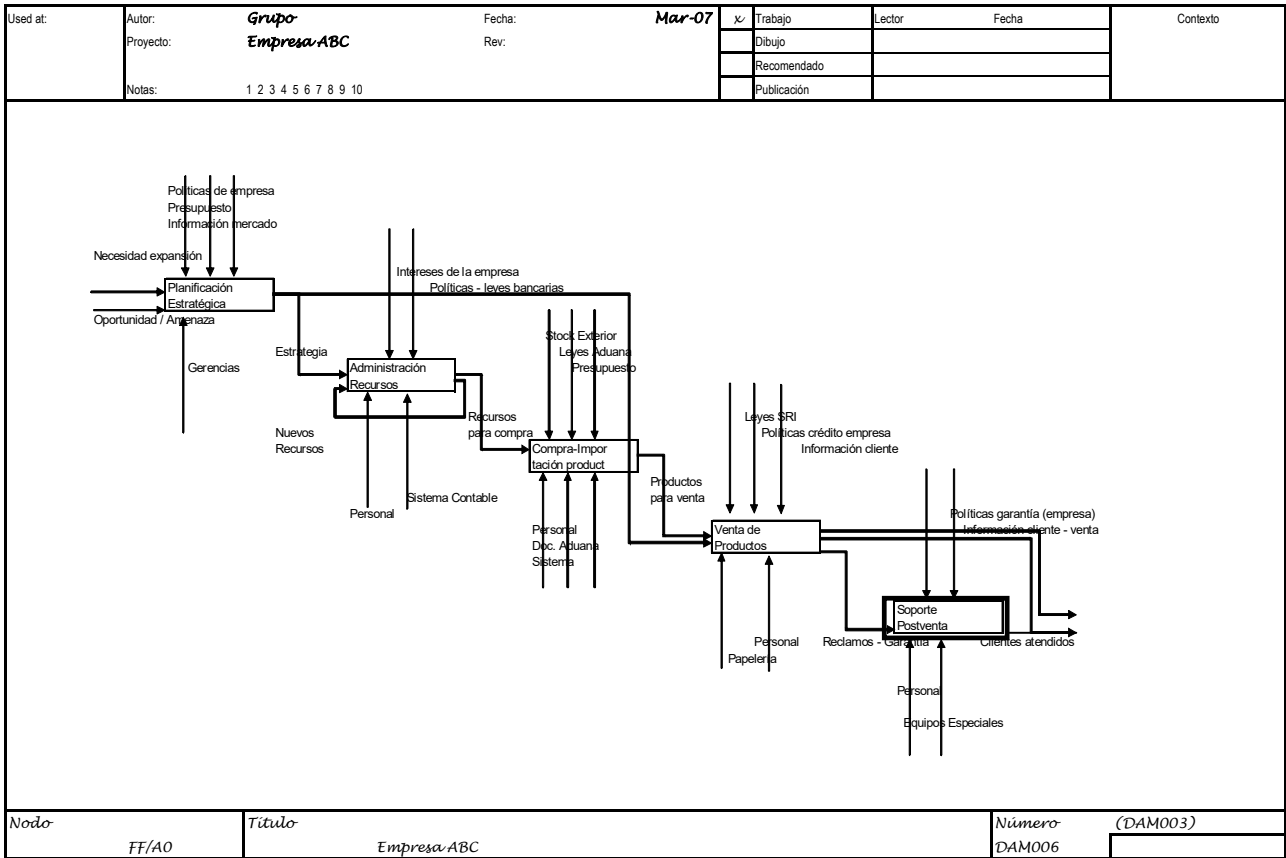 Used at:
Autor: Grupo Fecha: Mar-07
x Trabajo
Lector Fecha
Contexto
Proyecto: Empresa ABC Rev:
Dibujo
Recomendado
Notas: 1 2 3 4 5 6 7 8 9 10
Publicación
Políticas de empresa
Presupuesto
Información mercado
Necesidad expansión
Planificación
Estratégica
Oportunidad / Amenaza
Gerencias
Intereses de la empresa
Políticas - leyes bancarias
Estrategia
Administración
Recursos
Nuevos
Recursos
Personal
Sistema Contable
Recursos
para compra
Stock Exterior
Leyes Aduana
Presupuesto
Compra-Impor
tación product
Personal
Doc. Aduana
Sistema
Productos
para venta
Leyes SRI
Políticas crédito empresa
Información cliente
Venta de
Productos
Personal
Papelería
Políticas garantía (empresa)
Información cliente - venta
Soporte
Postventa
Reclamos - Garantía
Clientes atendidos
Personal
Equipos Especiales
Nodo
FF/A0
Título
Empresa ABC
Número (DAM003)
DAM006